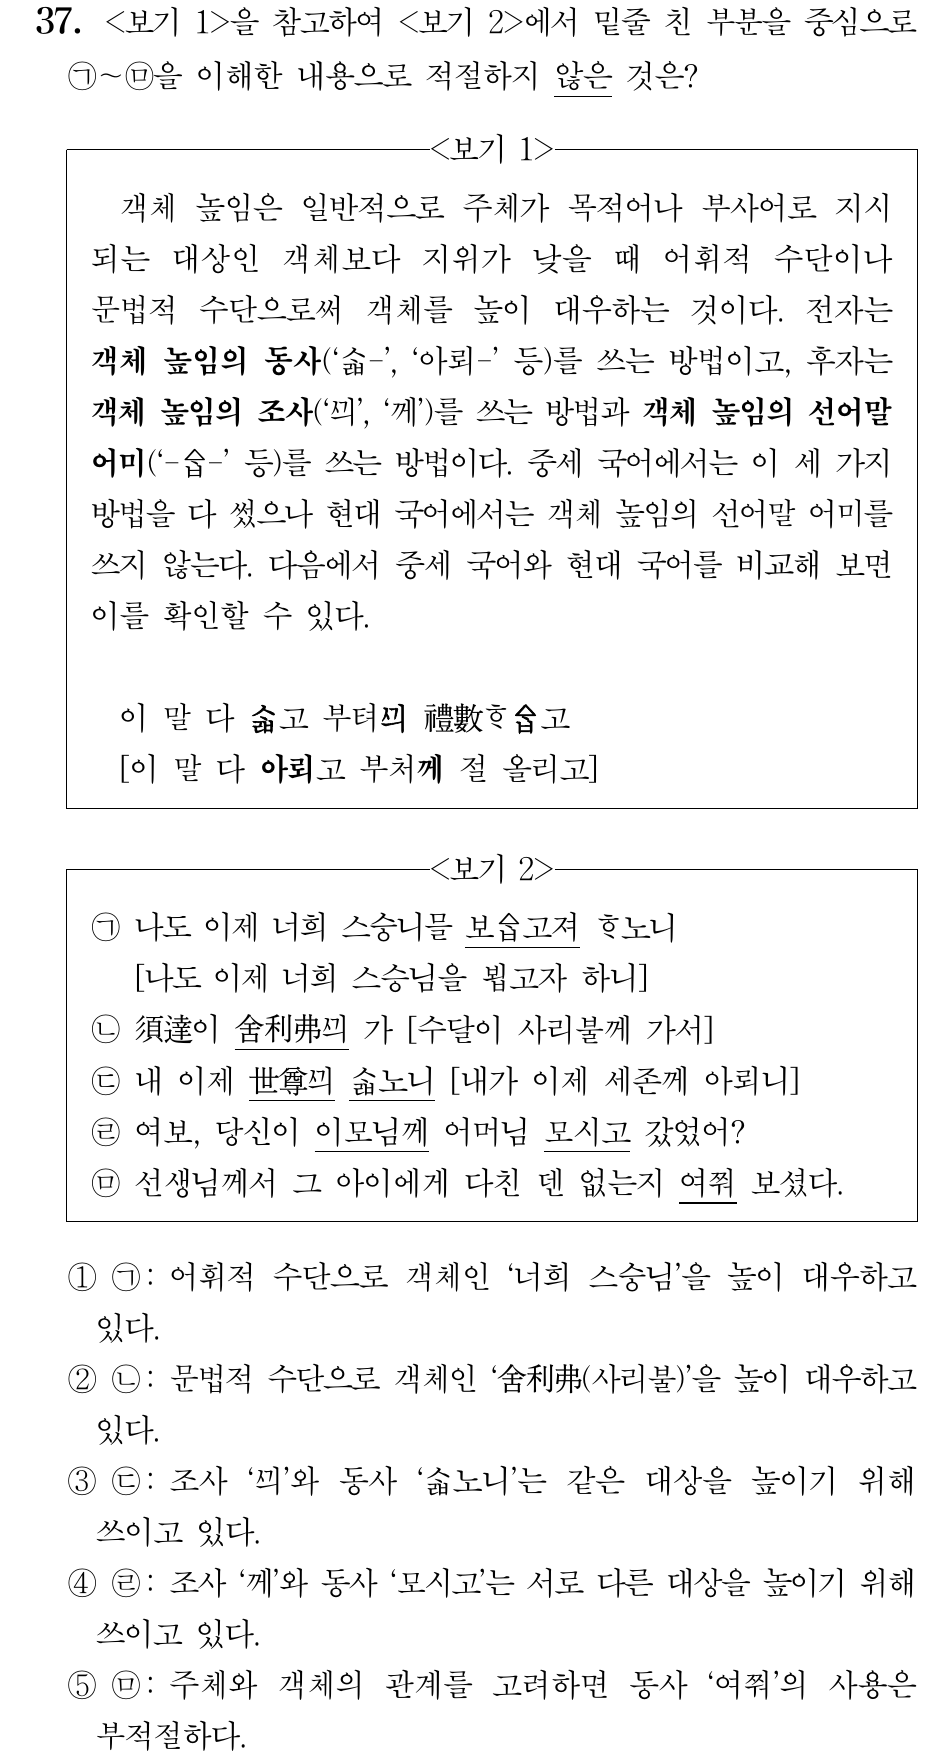 37. <보기 1>을 참고하여 <보기 2>에서 밑줄 친 부분을 중심으로
㉠~㉤을 이해한 내용으로 적절하지 않은 것은?
<보기 1>
객체 높임은 일반적으로 주체가 목적어나 부사어로 지시
되는 대상인 객체보다 지위가 낮을 때 어휘적 수단이나
문법적 수단으로써 객체를 높이 대우하는 것이다. 전자는
객체 높임의 동사(‘ᄉᆞᆲ-’, ‘아뢰-’ 등)를 쓰는 방법이고, 후자는
객체 높임의 조사(‘ᄭᅴ’, ‘께’)를 쓰는 방법과 객체 높임의 선어말
어미(‘-ᅀᆞᆸ-’ 등)를 쓰는 방법이다. 중세 국어에서는 이 세 가지
방법을 다 썼으나 현대 국어에서는 객체 높임의 선어말 어미를
쓰지 않는다. 다음에서 중세 국어와 현대 국어를 비교해 보면
이를 확인할 수 있다.
이 말 다 ᄉᆞᆲ고 부텨ᄭᅴ 禮數ᄒᆞᅀᆞᆸ고
[이 말 다 아뢰고 부처께 절 올리고]
<보기 2>
㉠ 나도 이제 너희 스승니믈 보ᅀᆞᆸ고져 ᄒᆞ노니
[나도 이제 너희 스승님을 뵙고자 하니]
㉡ 須達이 舍利弗ᄭᅴ 가 [수달이 사리불께 가서]
㉢ 내 이제 世尊ᄭᅴ ᄉᆞᆲ노니 [내가 이제 세존께 아뢰니]
㉣ 여보, 당신이 이모님께 어머님 모시고 갔었어?
㉤ 선생님께서 그 아이에게 다친 덴 없는지 여쭤 보셨다.
① ㉠: 어휘적 수단으로 객체인 ‘너희 스승님’을 높이 대우하고
있다.
② ㉡: 문법적 수단으로 객체인 ‘舍利弗(사리불)’을 높이 대우하고
있다.
③ ㉢: 조사 ‘ᄭᅴ’와 동사 ‘ᄉᆞᆲ노니’는 같은 대상을 높이기 위해
쓰이고 있다.
④ ㉣: 조사 ‘께’와 동사 ‘모시고’는 서로 다른 대상을 높이기 위해
쓰이고 있다.
⑤ ㉤: 주체와 객체의 관계를 고려하면 동사 ‘여쭤’의 사용은
부적절하다.